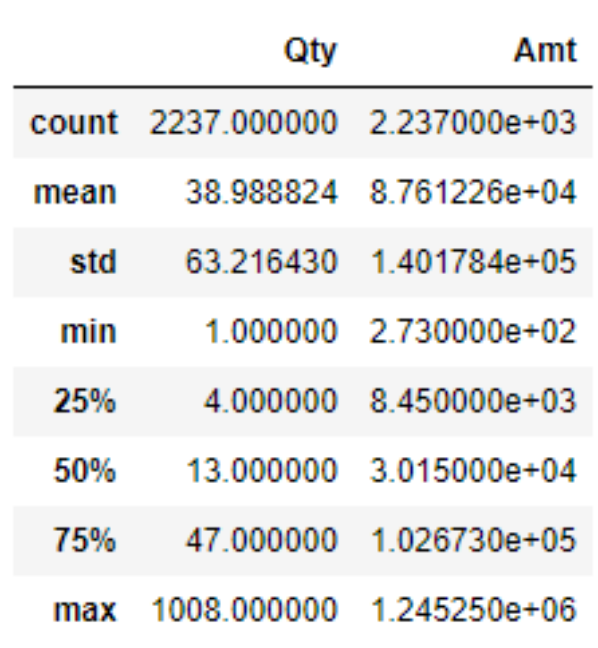 Qty Amt
count 2237.000000 2.237000e+03
mean 38.988824 8.761226e+04
std 63.216430 1.401784e+05
min 1.000000 2.730000e+02
25% 4.000000 8.450000e+03
50% 13.000000 3.015000e+04
75% 47.000000 1.026730e+05
max 1008.000000 1.245250e+06